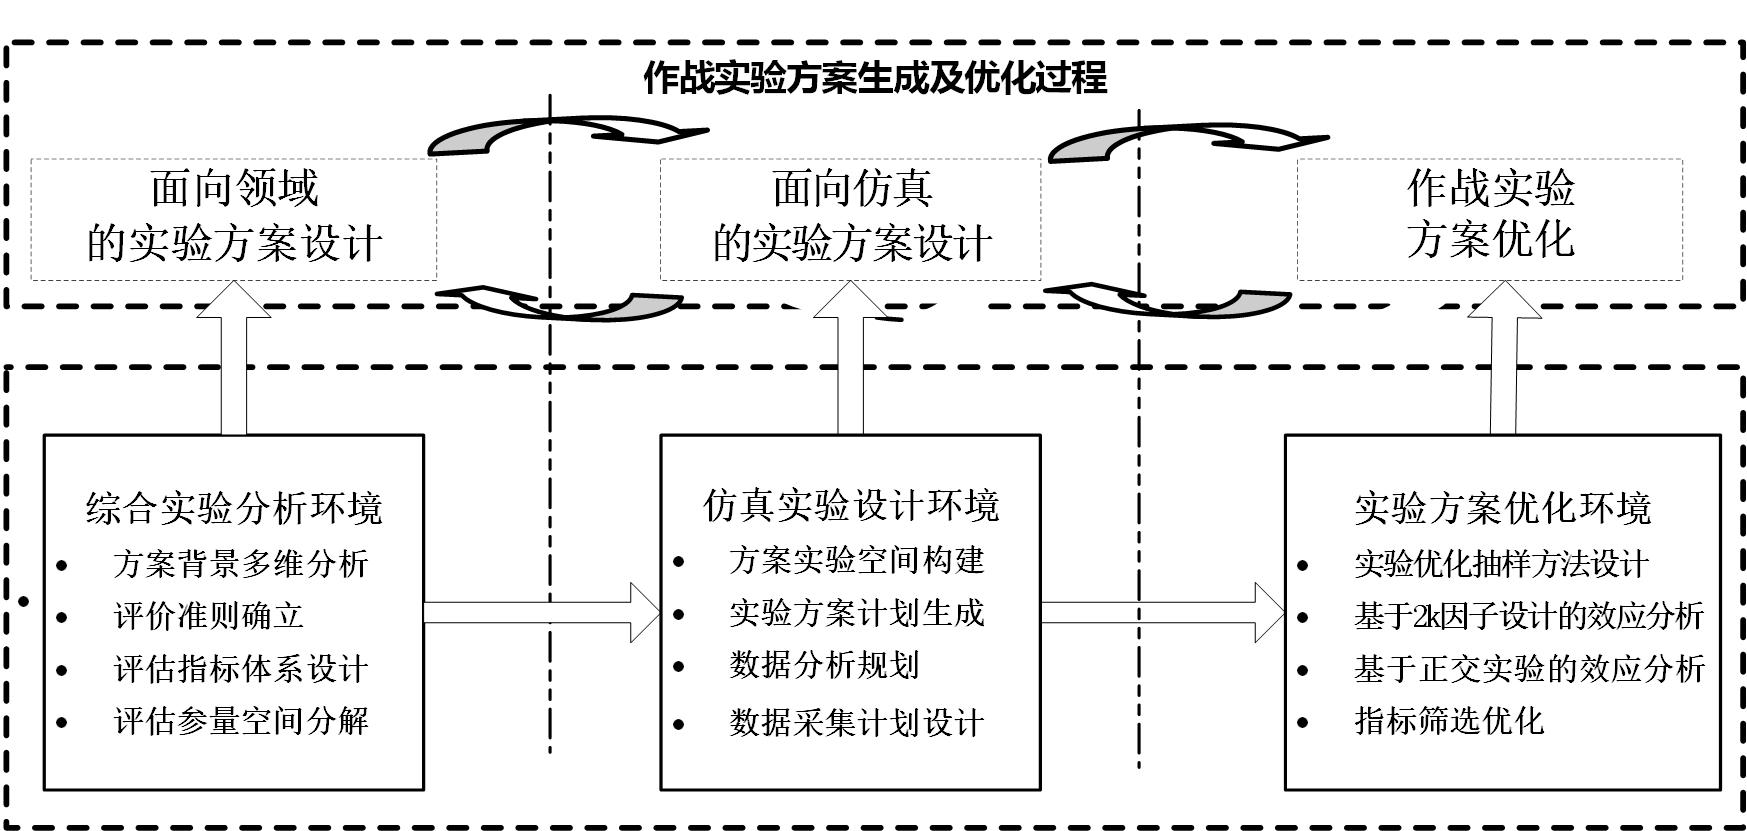 作战实验方案生成及优化过程
面向领域
的实验方案设计
面向仿真
的实验方案设计
作战实验
方案优化
综合实验分析环境
• 方案背景多维分析
• 评价准则确立
• 评估指标体系设计
• 评估参量空间分解
仿真实验设计环境
• 方案实验空间构建
• 实验方案计划生成
• 数据分析规划
• 数据采集计划设计
实验方案优化环境
• 实验优化抽样方法设计
• 基于2k因子设计的效应分析
• 基于正交实验的效应分析
• 指标筛选优化